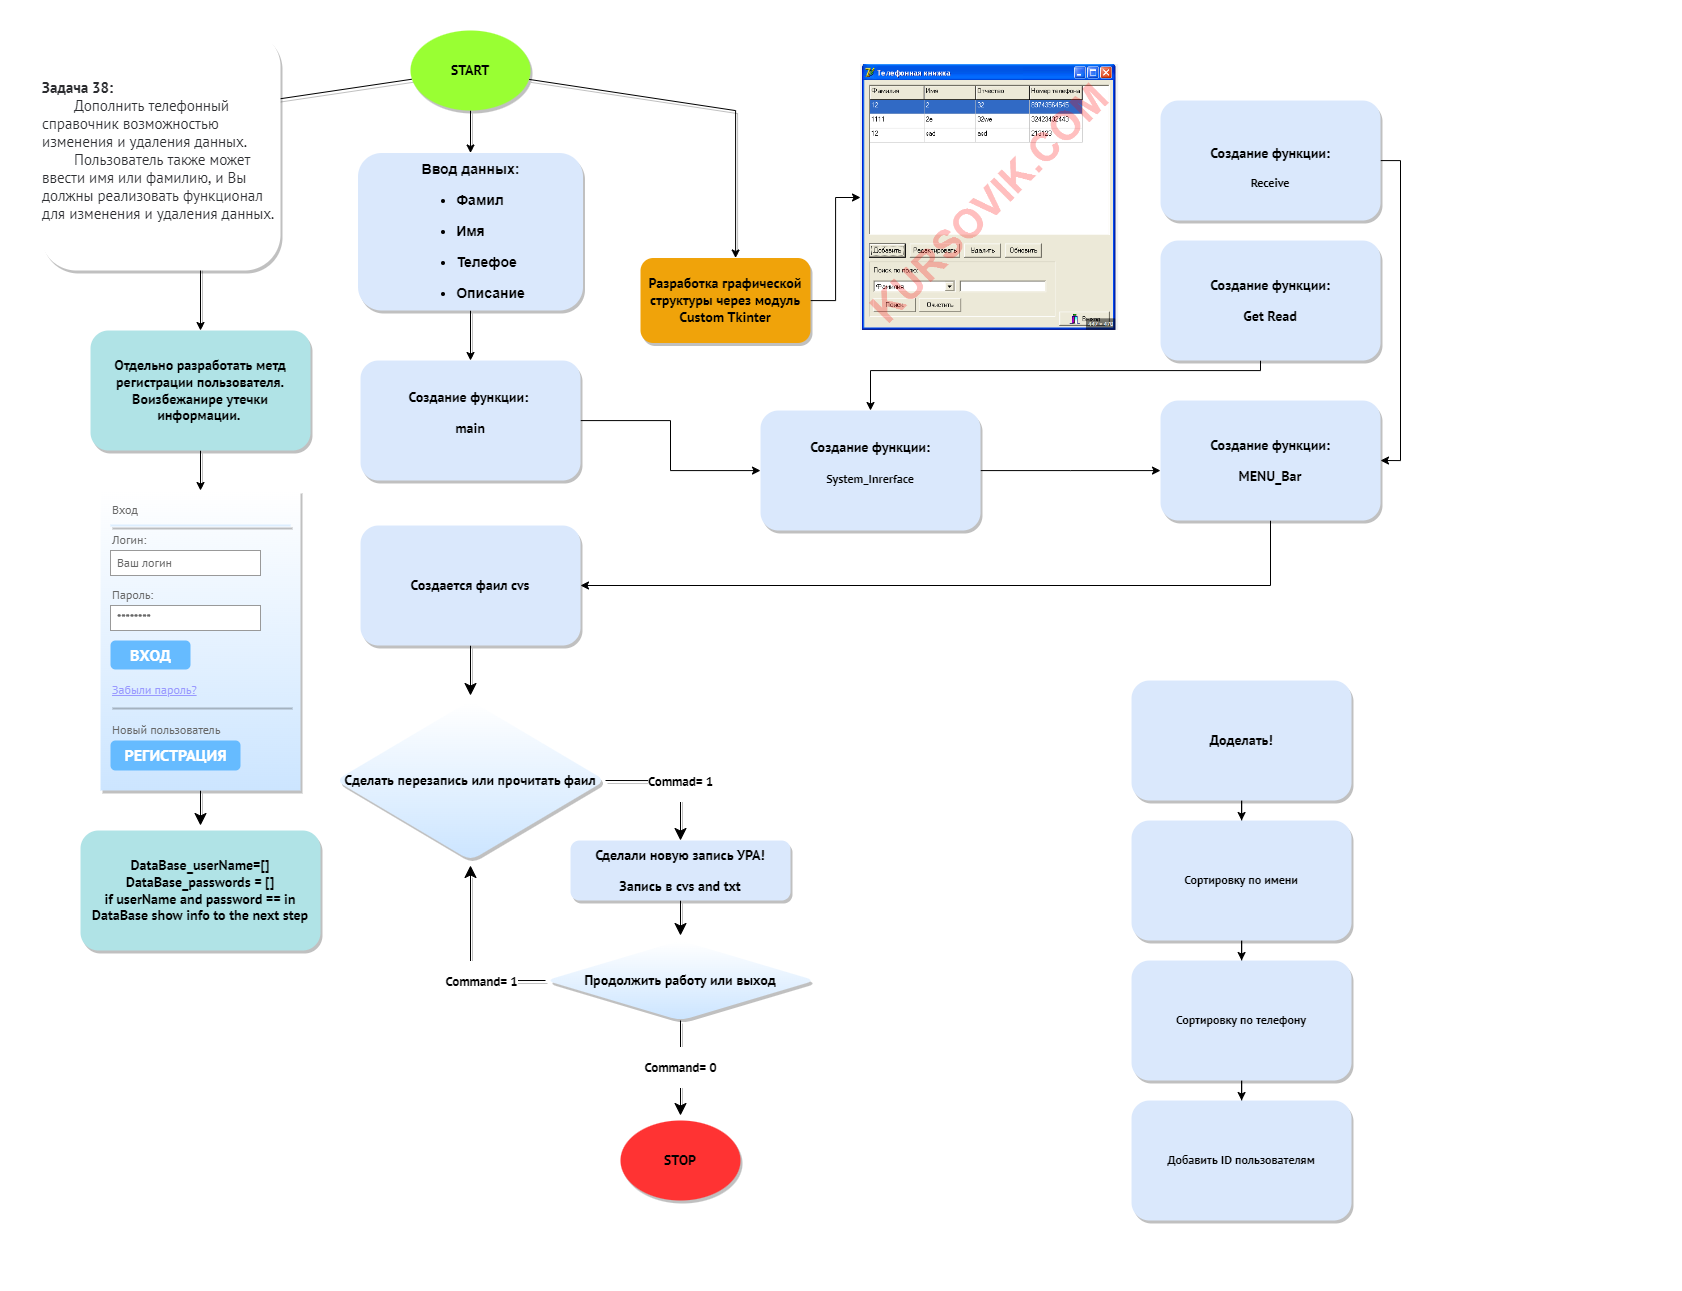 START
Задача 38:
Дополнить телефонный
справочник возможностью
изменения и удаления данных.
Пользователь также может
ввести имя или фамилию, и Вы
должны реализовать функционал
для изменения и удаления данных.
Ввод данных:
• Фамил
• Имя
• Телефое
• Описание
Разработка графической
структуры через модуль
Custom Tkinter
Телефонная книжка
Фамилия Имя Отчество Номер телефона
12 2 32 89743564545
1111 2e 32we 32423432443
12 sad asd 213123
Добавить Редактировать Удалить Обновить
Поиск по полю:
Фамилия
Поиск Очистить
KURSOVIK.COM
Создание функции:
Receive
Создание функции:
Get Read
Отдельно разработать метд
регистрации пользователя.
Воизбежанире утечки
информации.
Создание функции:
main
Создание функции:
System_Inrerface
Создание функции:
MENU_Bar
Вход
Логин:
Ваш логин
Пароль:
********
ВХОД
Забыли пароль?
Новый пользователь
РЕГИСТРАЦИЯ
Создается фаил cvs
Сделать перезапись или прочитать фаил
Commad= 1
Сделали новую запись УРА!
Запись в cvs and txt
DataBase_userName=[]
DataBase_passwords = []
if userName and password == in
DataBase show info to the next step
Command= 1
Продолжить работу или выход
Command= 0
STOP
Доделать!
Сортировку по имени
Сортировку по телефону
Добавить ID пользователям